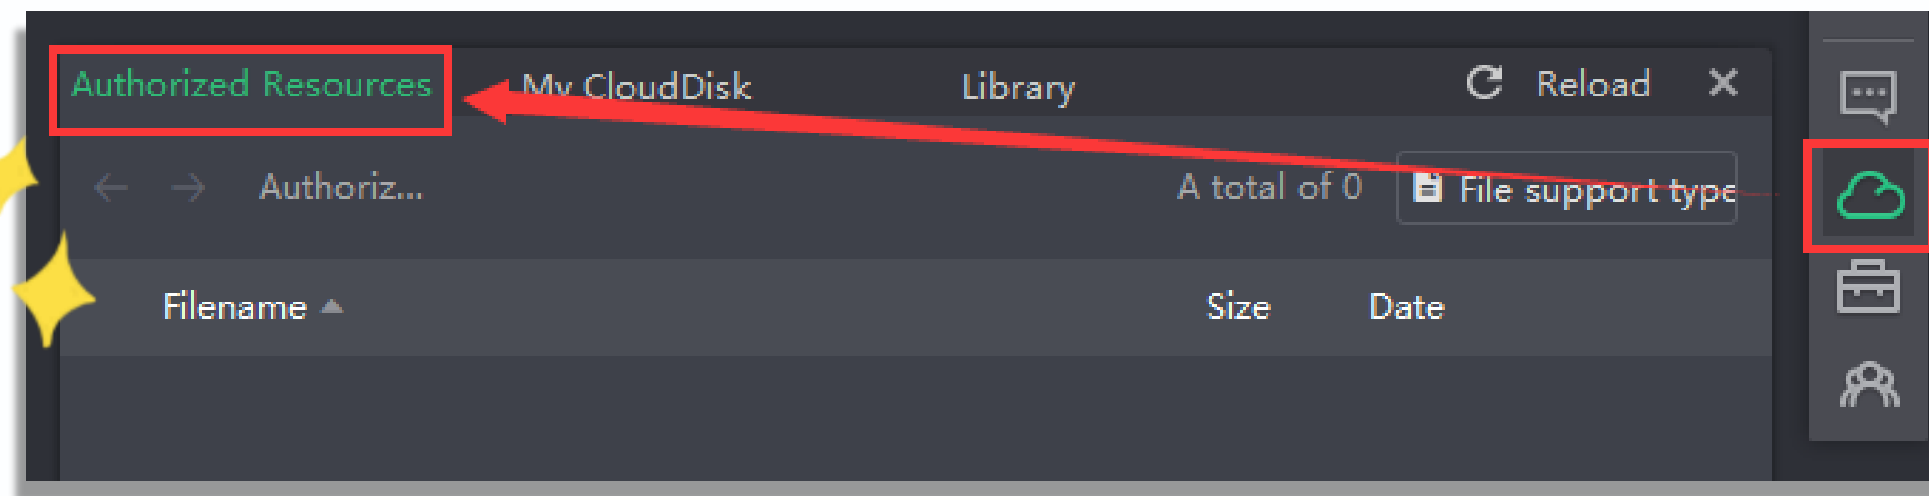 Authorized Resources My CloudDisk Library Reload
Authoriz... A total of 0 File support type
Filename Size Date